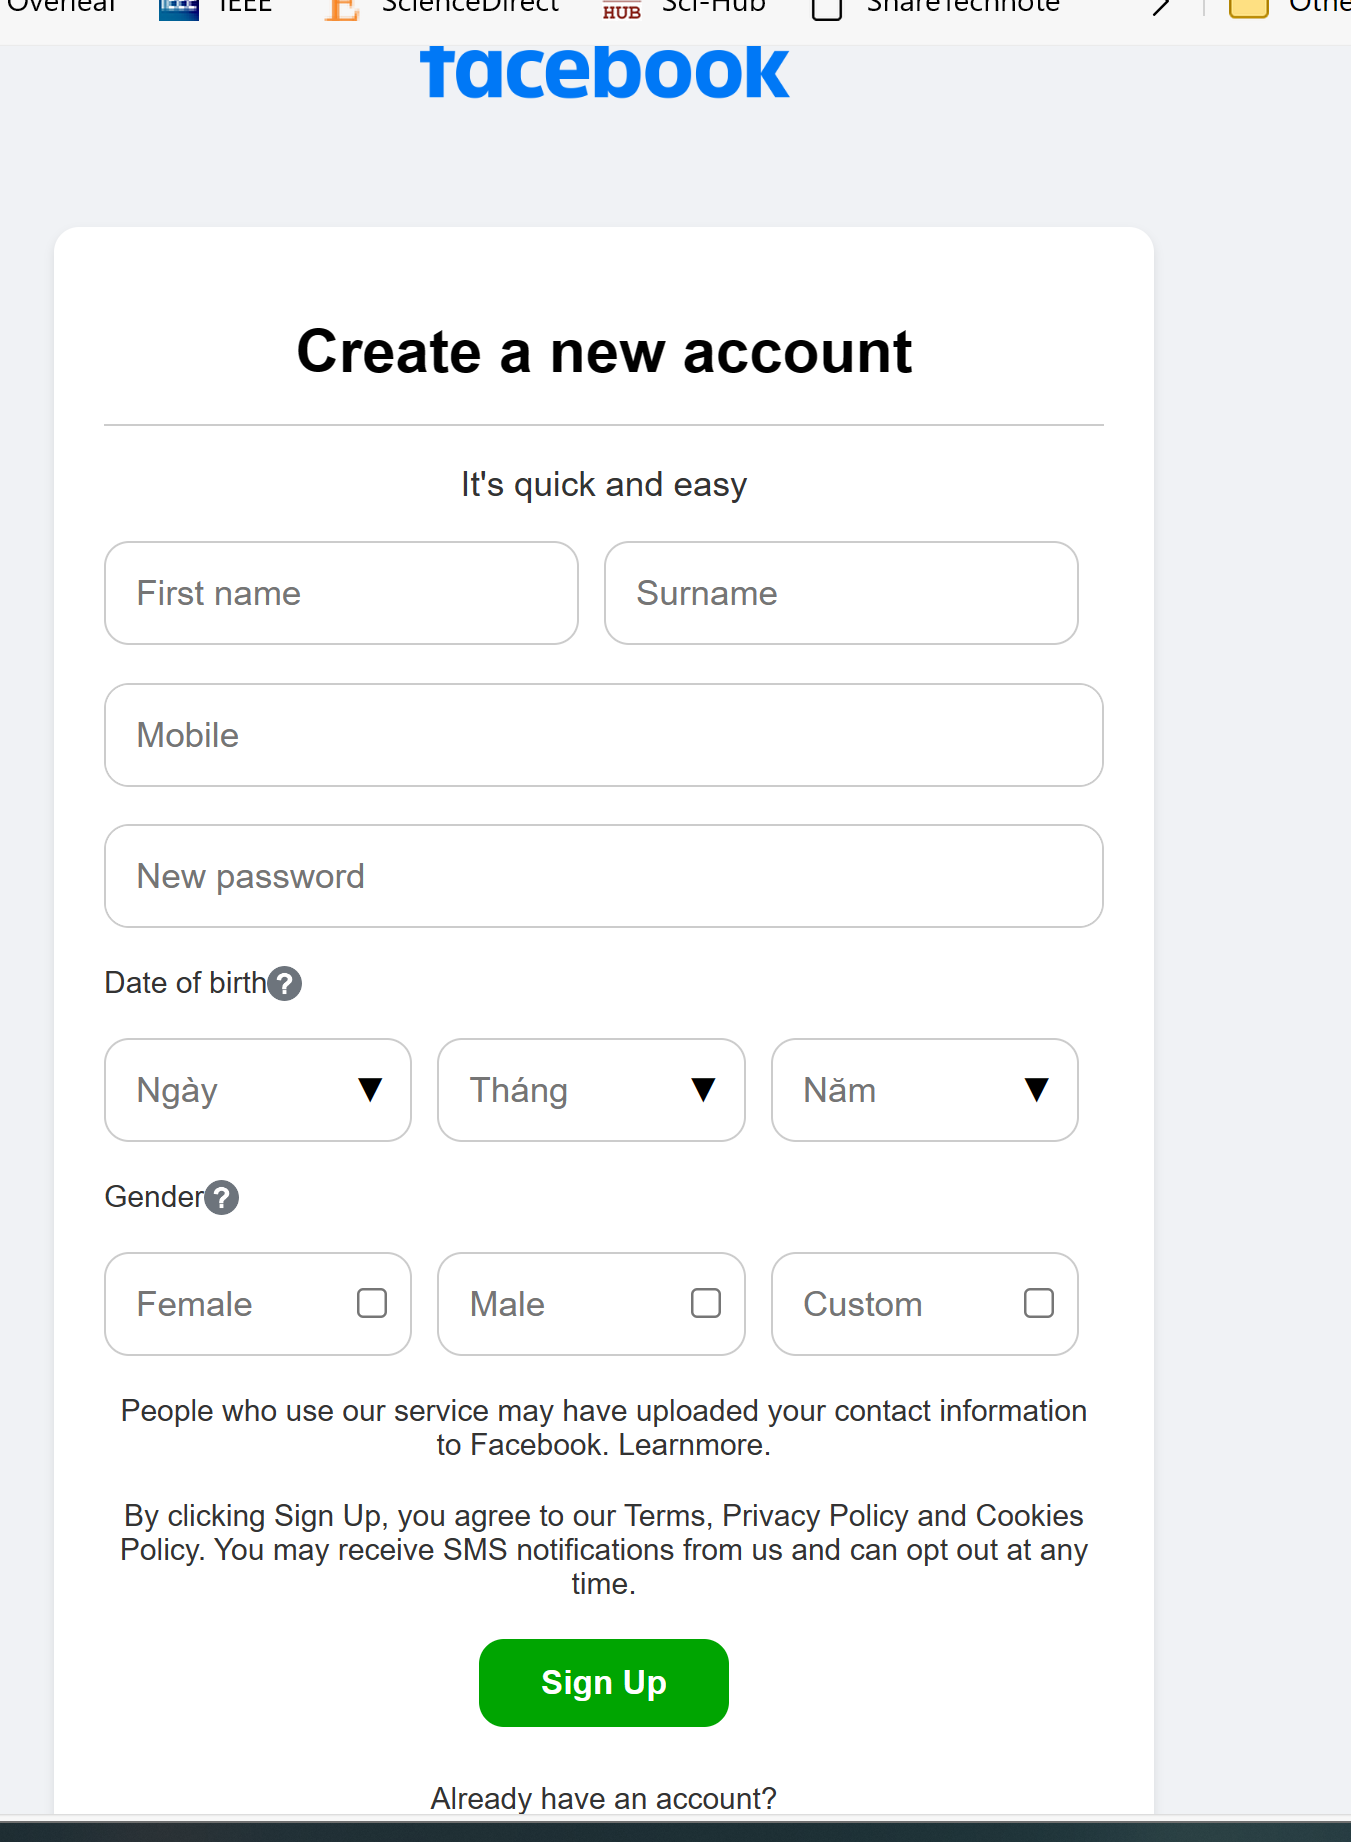 Overleaf IEEE ScienceDirect Sci-Hub ShareTechnote
HUB
facebook
Create a new account
It's quick and easy
First name Surname
Mobile
New password
Date of birth?
Ngày ▼ Tháng ▼ Năm ▼
Gender?
Female Male Custom
People who use our service may have uploaded your contact information
to Facebook. Learnmore.
By clicking Sign Up, you agree to our Terms, Privacy Policy and Cookies
Policy. You may receive SMS notifications from us and can opt out at any
time.
Sign Up
Already have an account?